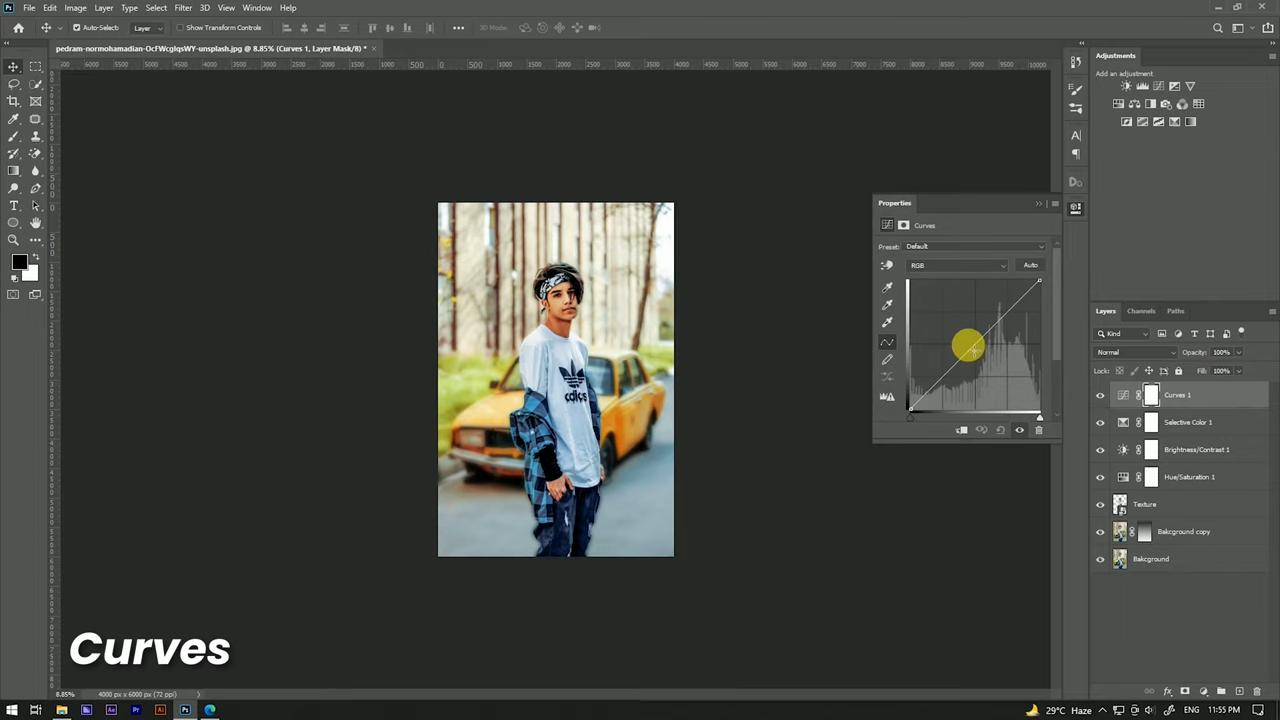 File Edit Image Layer Type Select Filter 3D View Window Help
Auto-Select: Layer Show Transform Controls 3D Mode:
pedram-normohamadian-OcFWcgIqsWY-unsplash.jpg @ 8.85% (Curves 1, Layer Mask/8) *
Adjustments
Add an adjustment
Properties
Curves
Preset: Default
RGB Auto
adidas
Layers Channels Paths
Kind
Normal Opacity: 100%
Lock: Fill: 100%
Curves 1
Selective Color 1
Brightness/Contrast 1
Hue/Saturation 1
Texture
Bakcground copy
Bakcground
Curves
8.85% 4000 px x 6000 px (72 ppi)
29°C Haze ENG 11:55 PM